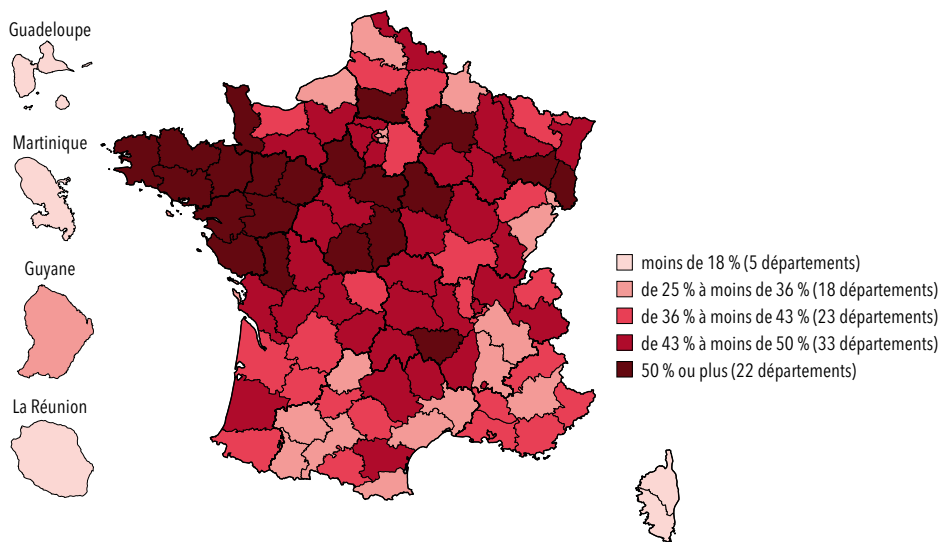 Guadeloupe
Martinique
Guyane
La Réunion
moins de 18 % (5 départements)
de 25 % à moins de 36 % (18 départements)
de 36 % à moins de 43 % (23 départements)
de 43 % à moins de 50 % (33 départements)
50 % ou plus (22 départements)